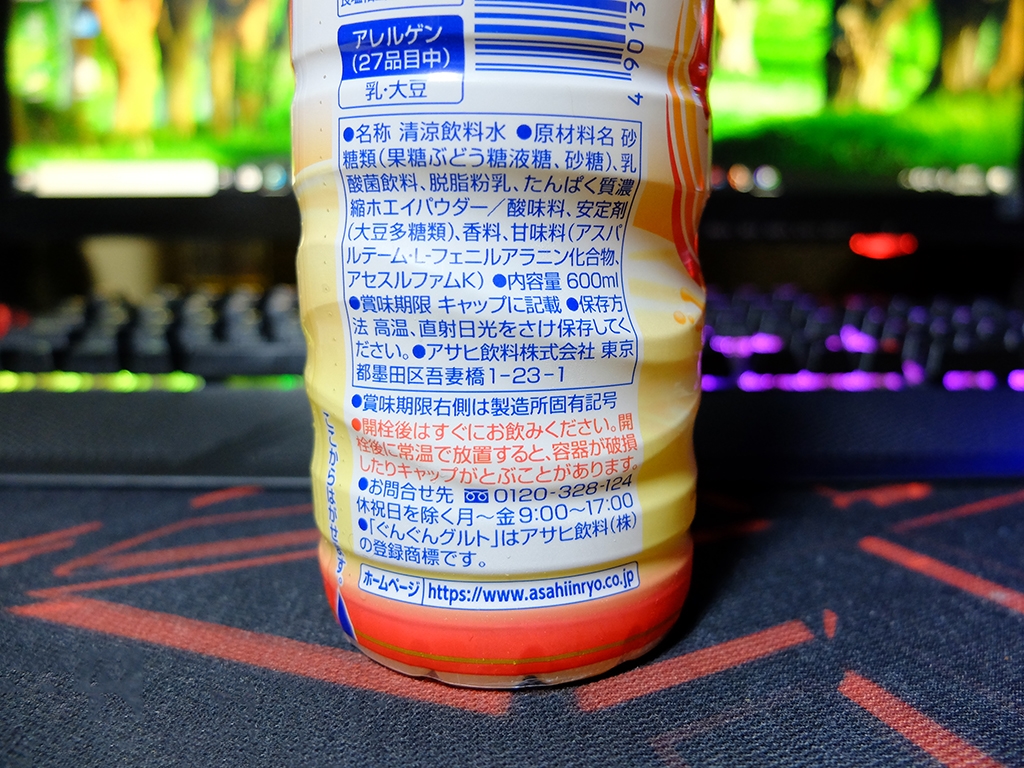 アレルゲン
(27品目中)
乳・大豆
4 9013
●名称 清涼飲料水 ●原材料名 砂
糖類(果糖ぶどう糖液糖、砂糖)、乳
酸菌飲料、脱脂粉乳、たんぱく質濃
縮ホエイパウダー／酸味料、安定剤
(大豆多糖類)、香料、甘味料(アスパ
ルテーム・L-フェニルアラニン化合物、
アセスルファムK) ●内容量 600ml
●賞味期限 キャップに記載 ●保存方
法 高温、直射日光をさけ保存してく
ださい。●アサヒ飲料株式会社 東京
都墨田区吾妻橋1-23-1
●賞味期限右側は製造所固有記号
●開栓後はすぐにお飲みください。開
栓後に常温で放置すると、容器が破損
したりキャップがとぶことがあります。
●お問合せ先 0120-328-124
休祝日を除く月～金9:00～17:00
●「ぐんぐんグルト」はアサヒ飲料(株)
の登録商標です。
ホームページ https://www.asahiinryo.co.jp
ここからはがせます。